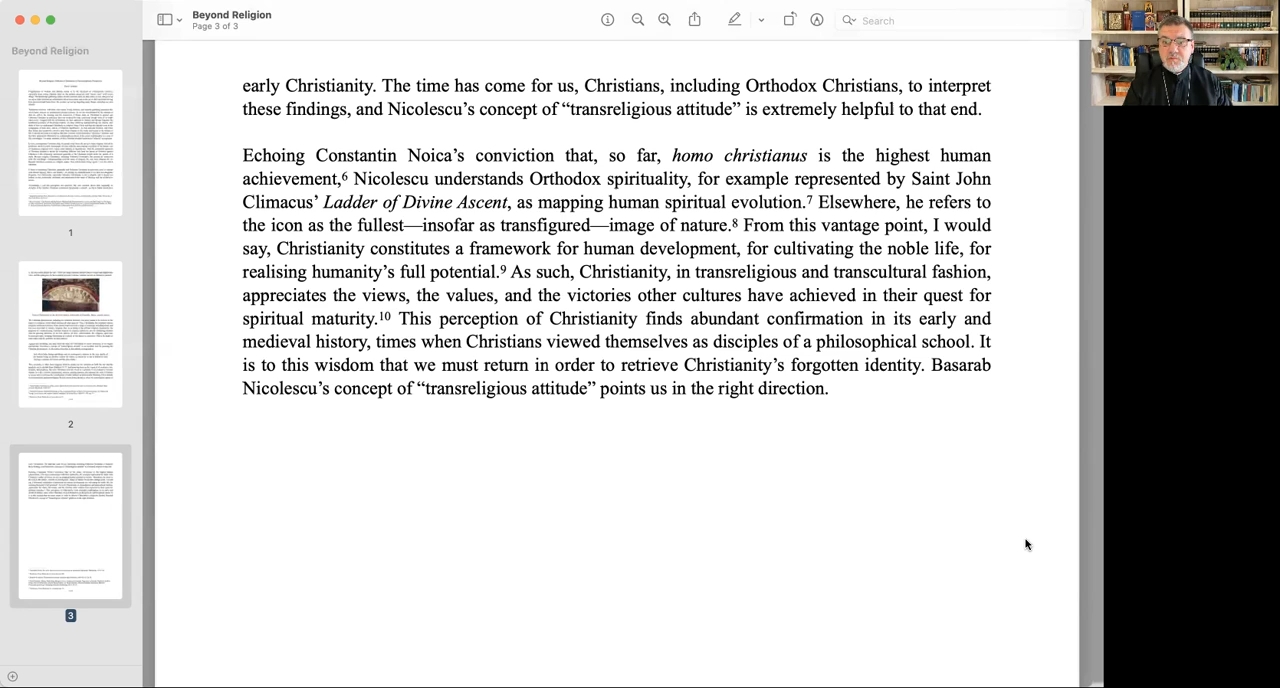 Beyond Religion
Page 3 of 3
Search
Beyond Religion
1
2
3
early Christianity. The time has come for us, Christians, including Orthodox Christians, to interpret
these findings, and Nicolescu's concept of “transreligious attitude” is extremely helpful to that end.
Echoing Constantin Noica's conviction that, so far, homo christianus is the highest human
achievement.6 Nicolescu understands Orthodox spirituality, for example represented by Saint John
Climacus' Ladder of Divine Ascent, as mapping human spiritual evolution.7 Elsewhere, he refers to
the icon as the fullest—insofar as transfigured—image of nature.8 From this vantage point, I would
say, Christianity constitutes a framework for human development, for cultivating the noble life, for
realising humanity's full potential.9 As such, Christianity, in transreligious and transcultural fashion,
appreciates the views, the values, and the victories other cultures have achieved in their quest for
spiritual maturity.10 This perception of Christianity finds abundant confirmation in its early and
medieval history, times when Christians viewed themselves as disciples of a philosophical school. It
is to this wisdom that we must return in order to retrieve Christianity's forgotten identity. Basarab
Nicolescu's concept of “transreligious attitude” points us in the right direction.